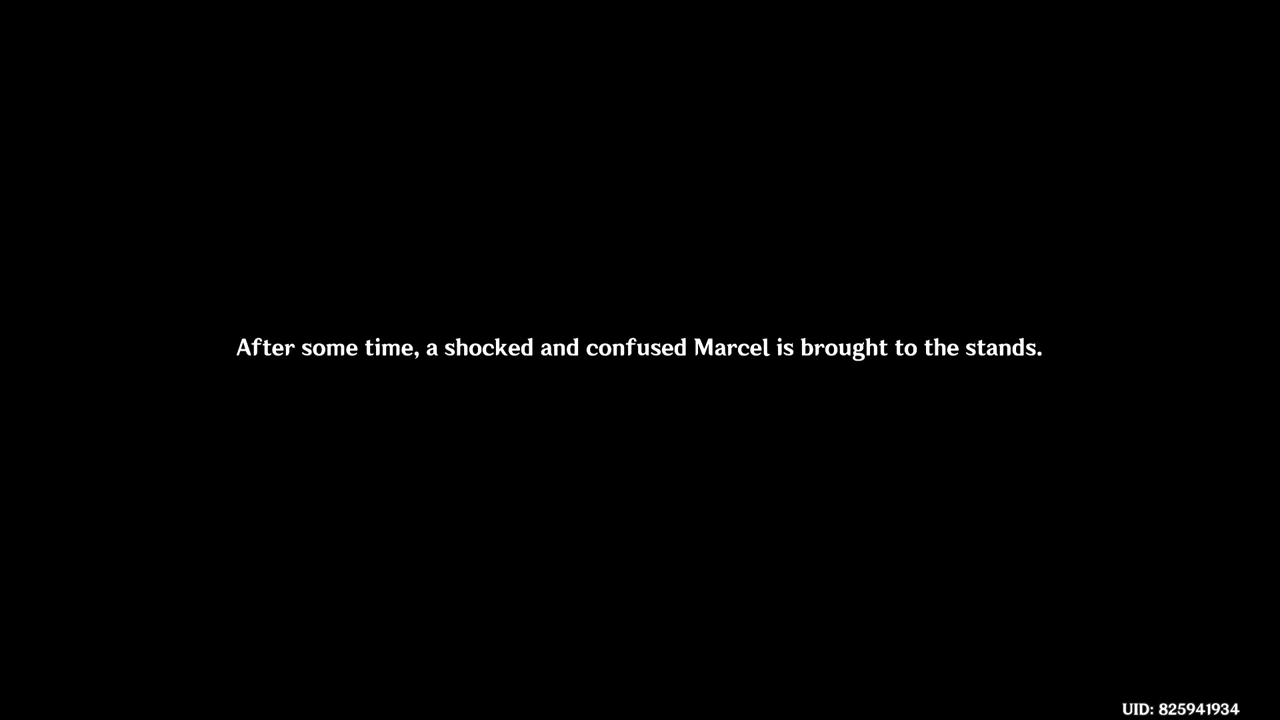 After some time, a shocked and confused Marcel is brought to the stands.
UID: 825941934